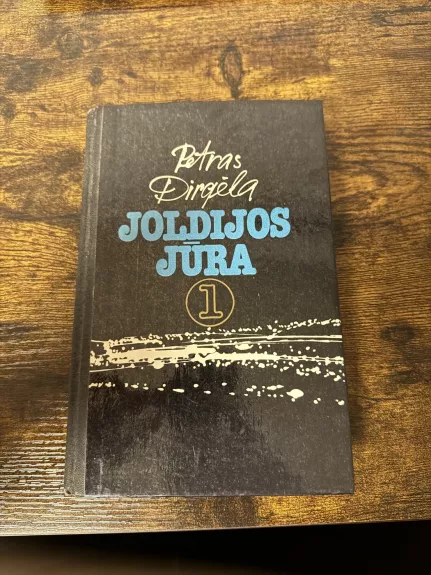 Petras
Dirgėla
JOLDIJOS
JŪRA
1